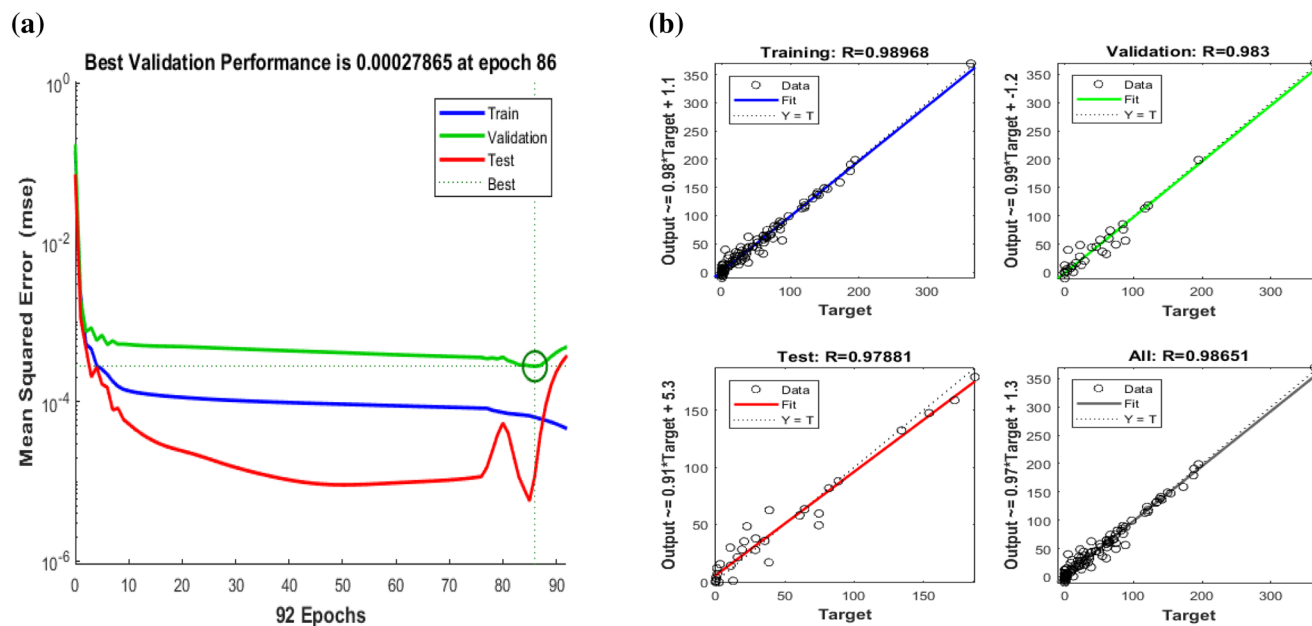 (a)
Best Validation Performance is 0.00027865 at epoch 86
Mean Squared Error (mse)
10^0
10^-2
10^-4
10^-6
Train
Validation
Test
Best
0 10 20 30 40 50 60 70 80 90
92 Epochs
(b)
Training: R=0.98968
Output ~= 0.98*Target + 1.1
350
300
250
200
150
100
50
0
Data
Fit
Y = T
0 100 200 300
Target
Validation: R=0.983
Output ~= 0.99*Target + -1.2
350
300
250
200
150
100
50
0
Data
Fit
Y = T
0 100 200 300
Target
Test: R=0.97881
Output ~= 0.91*Target + 5.3
150
100
50
0
Data
Fit
Y = T
0 50 100 150
Target
All: R=0.98651
Output ~= 0.97*Target + 1.3
350
300
250
200
150
100
50
0
Data
Fit
Y = T
0 100 200 300
Target